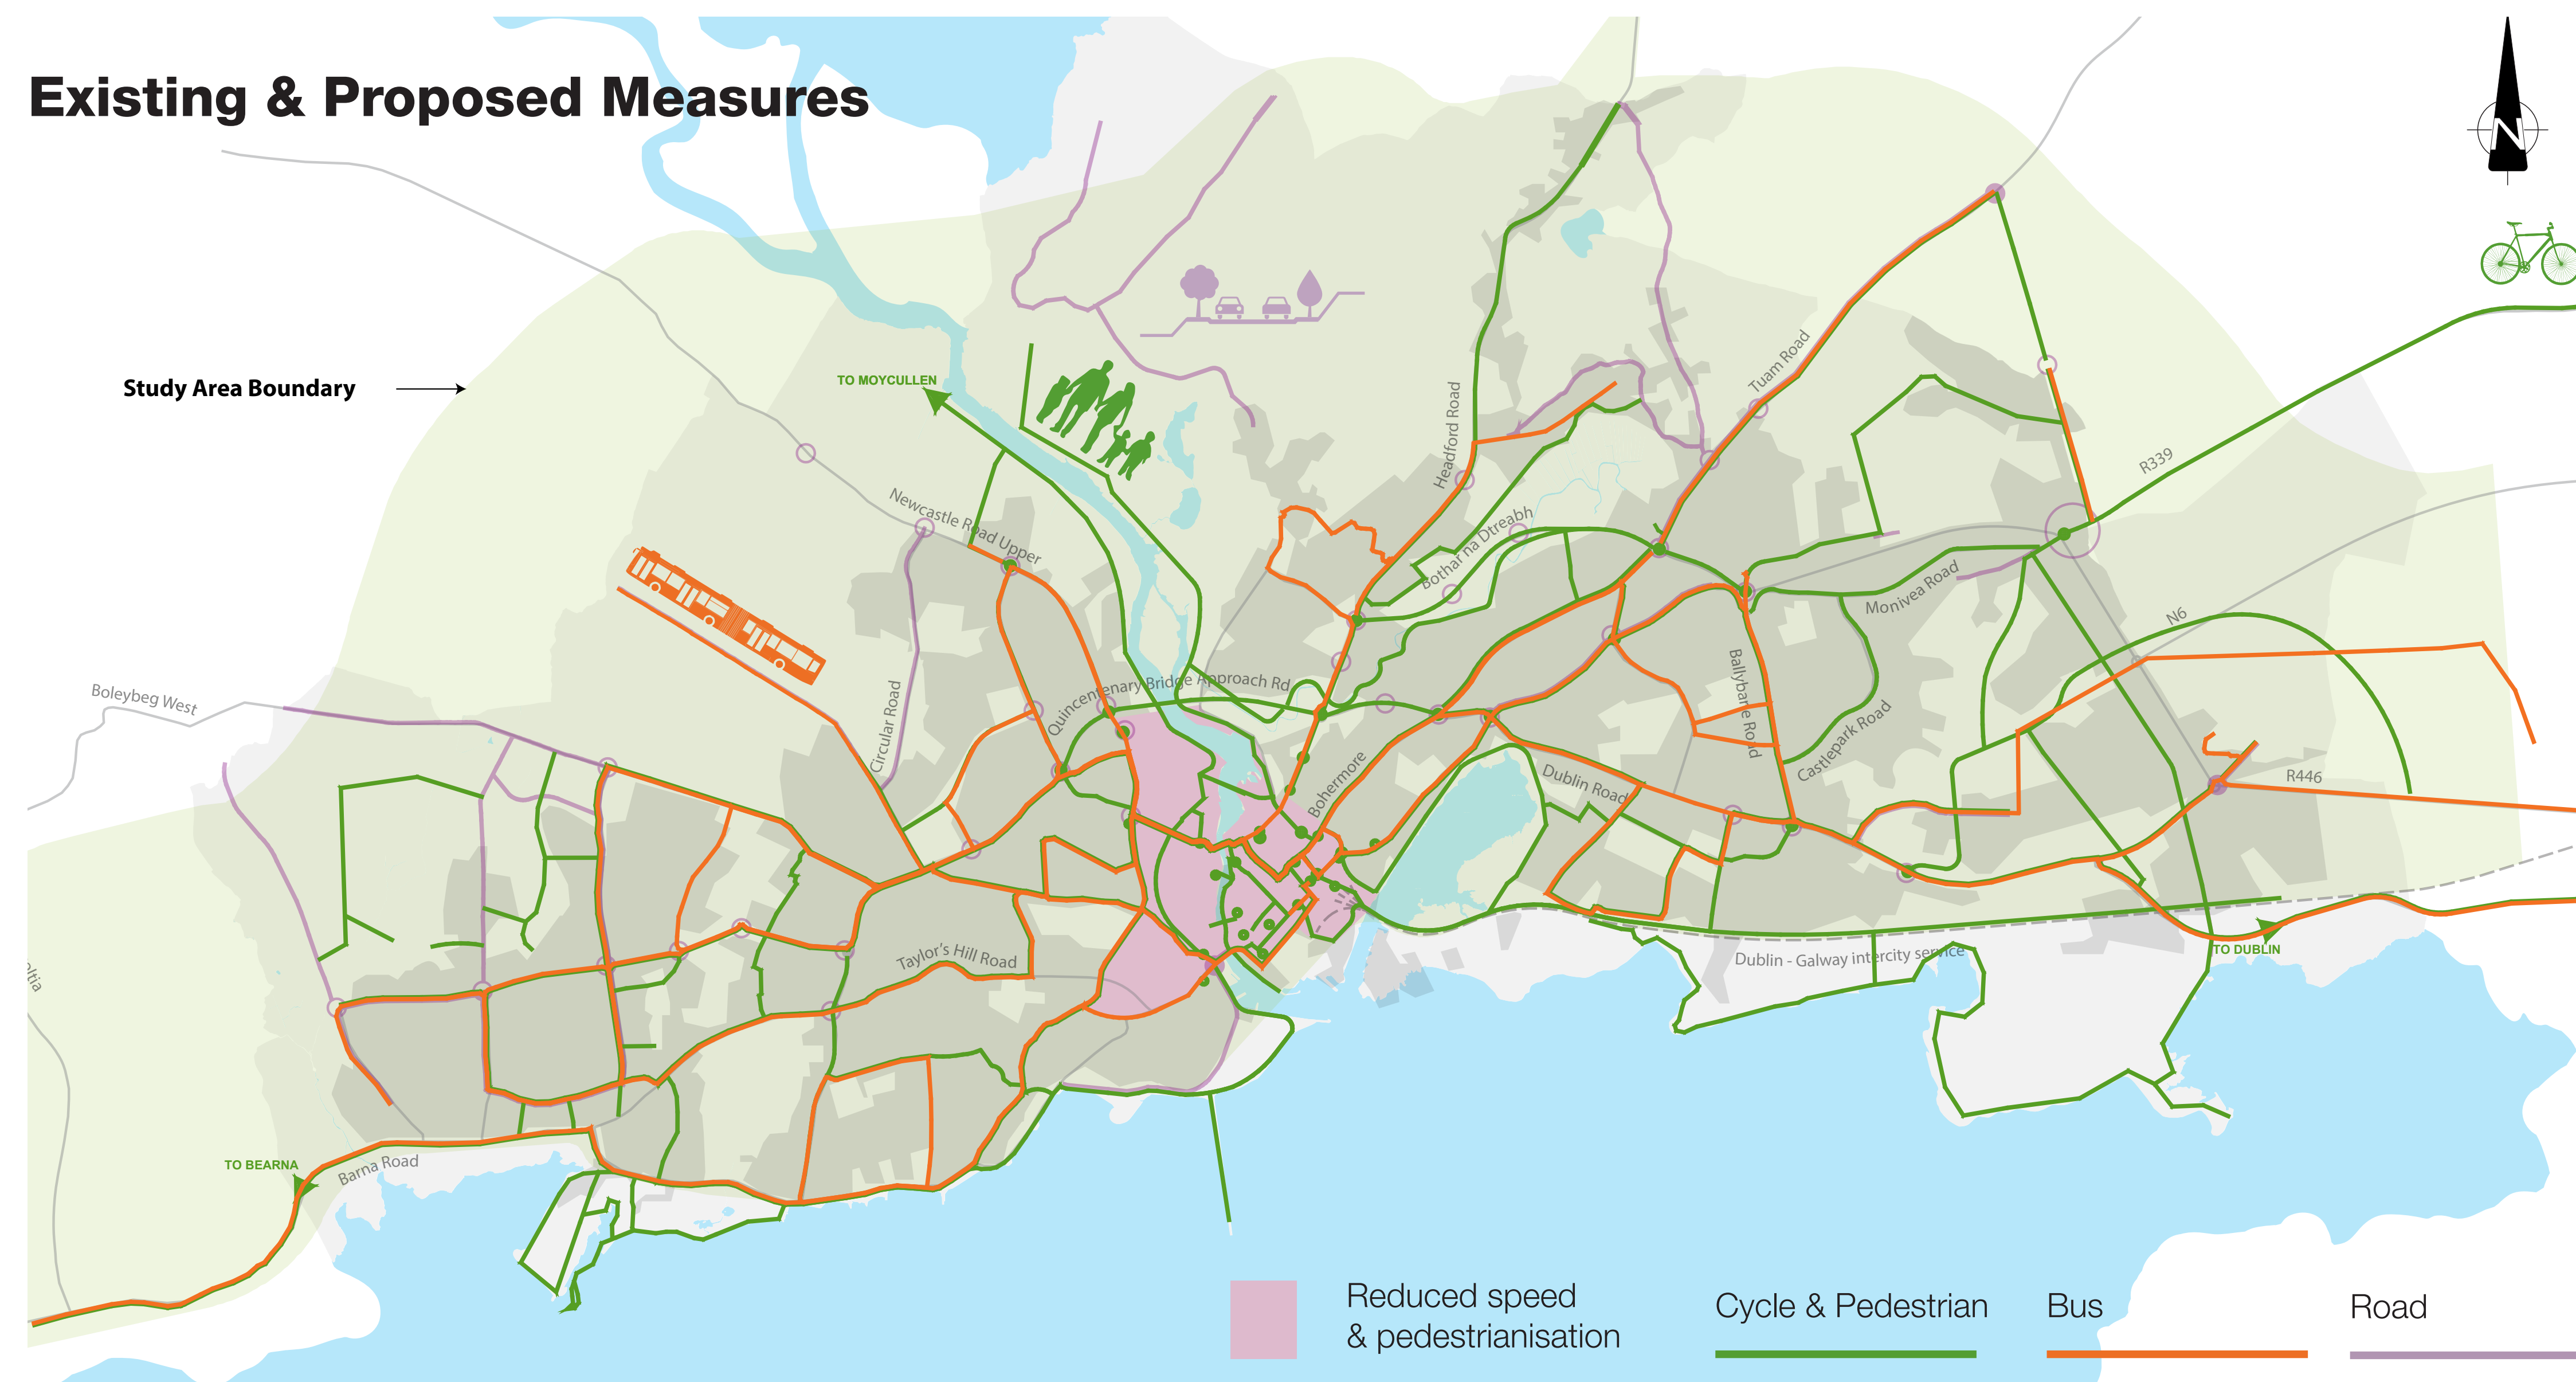 Existing & Proposed Measures
N
Study Area Boundary
TO MOYCULLEN
Headford Road
Tuam Road
R339
Newcastle Road Upper
Bothar na Dtreabh
Monivea Road
N6
Boleybeg West
Circular Road
Quincentenary Bridge Approach Rd
Ballybane Road
Castlepark Road
Bohermore
Dublin Road
R446
Taylor's Hill Road
TO DUBLIN
Dublin - Galway intercity service
TO BEARNA
Barna Road
Reduced speed
& pedestrianisation
Cycle & Pedestrian
Bus
Road